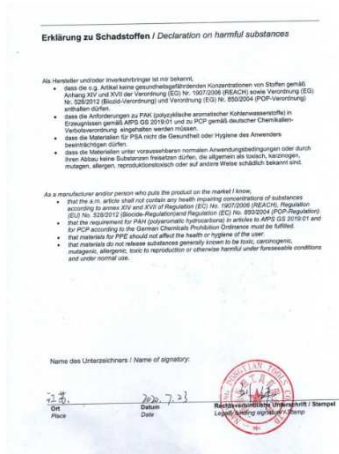 Erklärung zu Schadstoffen / Declaration on harmful substances
Als Hersteller und/oder Inverkehrbringer ist mir bekannt,
• dass die o.g. Artikel keine gesundheitsgefährdenden Konzentrationen von Stoffen gemäß
Anhang XIV und XVII der Verordnung (EG) Nr. 1907/2006 (REACH) sowie Verordnung (EG)
Nr. 528/2012 (Biozid-Verordnung) und Verordnung (EG) Nr. 850/2004 (POP-Verordnung)
enthalten dürfen.
• dass die Anforderungen zu PAK (polyzyklische aromatischer Kohlenwasserstoffe) in
Erzeugnissen gemäß AfPS GS 2019:01 und zu PCP gemäß deutscher Chemikalien-
Verbotsverordnung eingehalten werden müssen.
• dass die Materialien für PSA nicht die Gesundheit oder Hygiene des Anwenders
beeinträchtigen dürfen.
• dass die Materialien unter voraussehbaren normalen Anwendungsbedingungen oder durch
ihren Abbau keine Substanzen freisetzen dürfen, die allgemein als toxisch, karzinogen,
mutagen, allergen, reproduktionstoxisch oder auf andere Weise schädlich bekannt sind.
As a manufacturer and/or person who puts the product on the market I know,
• that the a.m. article shall not contain any health impairing concentrations of substances
according to annex XIV and XVII of Regulation (EC) No. 1907/2006 (REACH), Regulation
(EU) No. 528/2012 (Biocide-Regulation)and Regulation (EC) No. 850/2004 (POP-Regulation)
• that the requirement for PAH (polyaromatic hydrocarbons) in articles to AfPS GS 2019:01 and
for PCP according to the German Chemicals Prohibition Ordinance must be fulfilled.
• that materials for PPE should not affect the health or hygiene of the user.
• that materials do not release substances generally known to be toxic, carcinogenic,
mutagenic, allergenic, toxic to reproduction or otherwise harmful under foreseeable conditions
and under normal use.
Name des Unterzeichners / Name of signatory:
江苏. 2020.7.23
Ort Datum Rechtsverbindliche Unterschrift / Stempel
Place Date Legally binding signature / Stemp